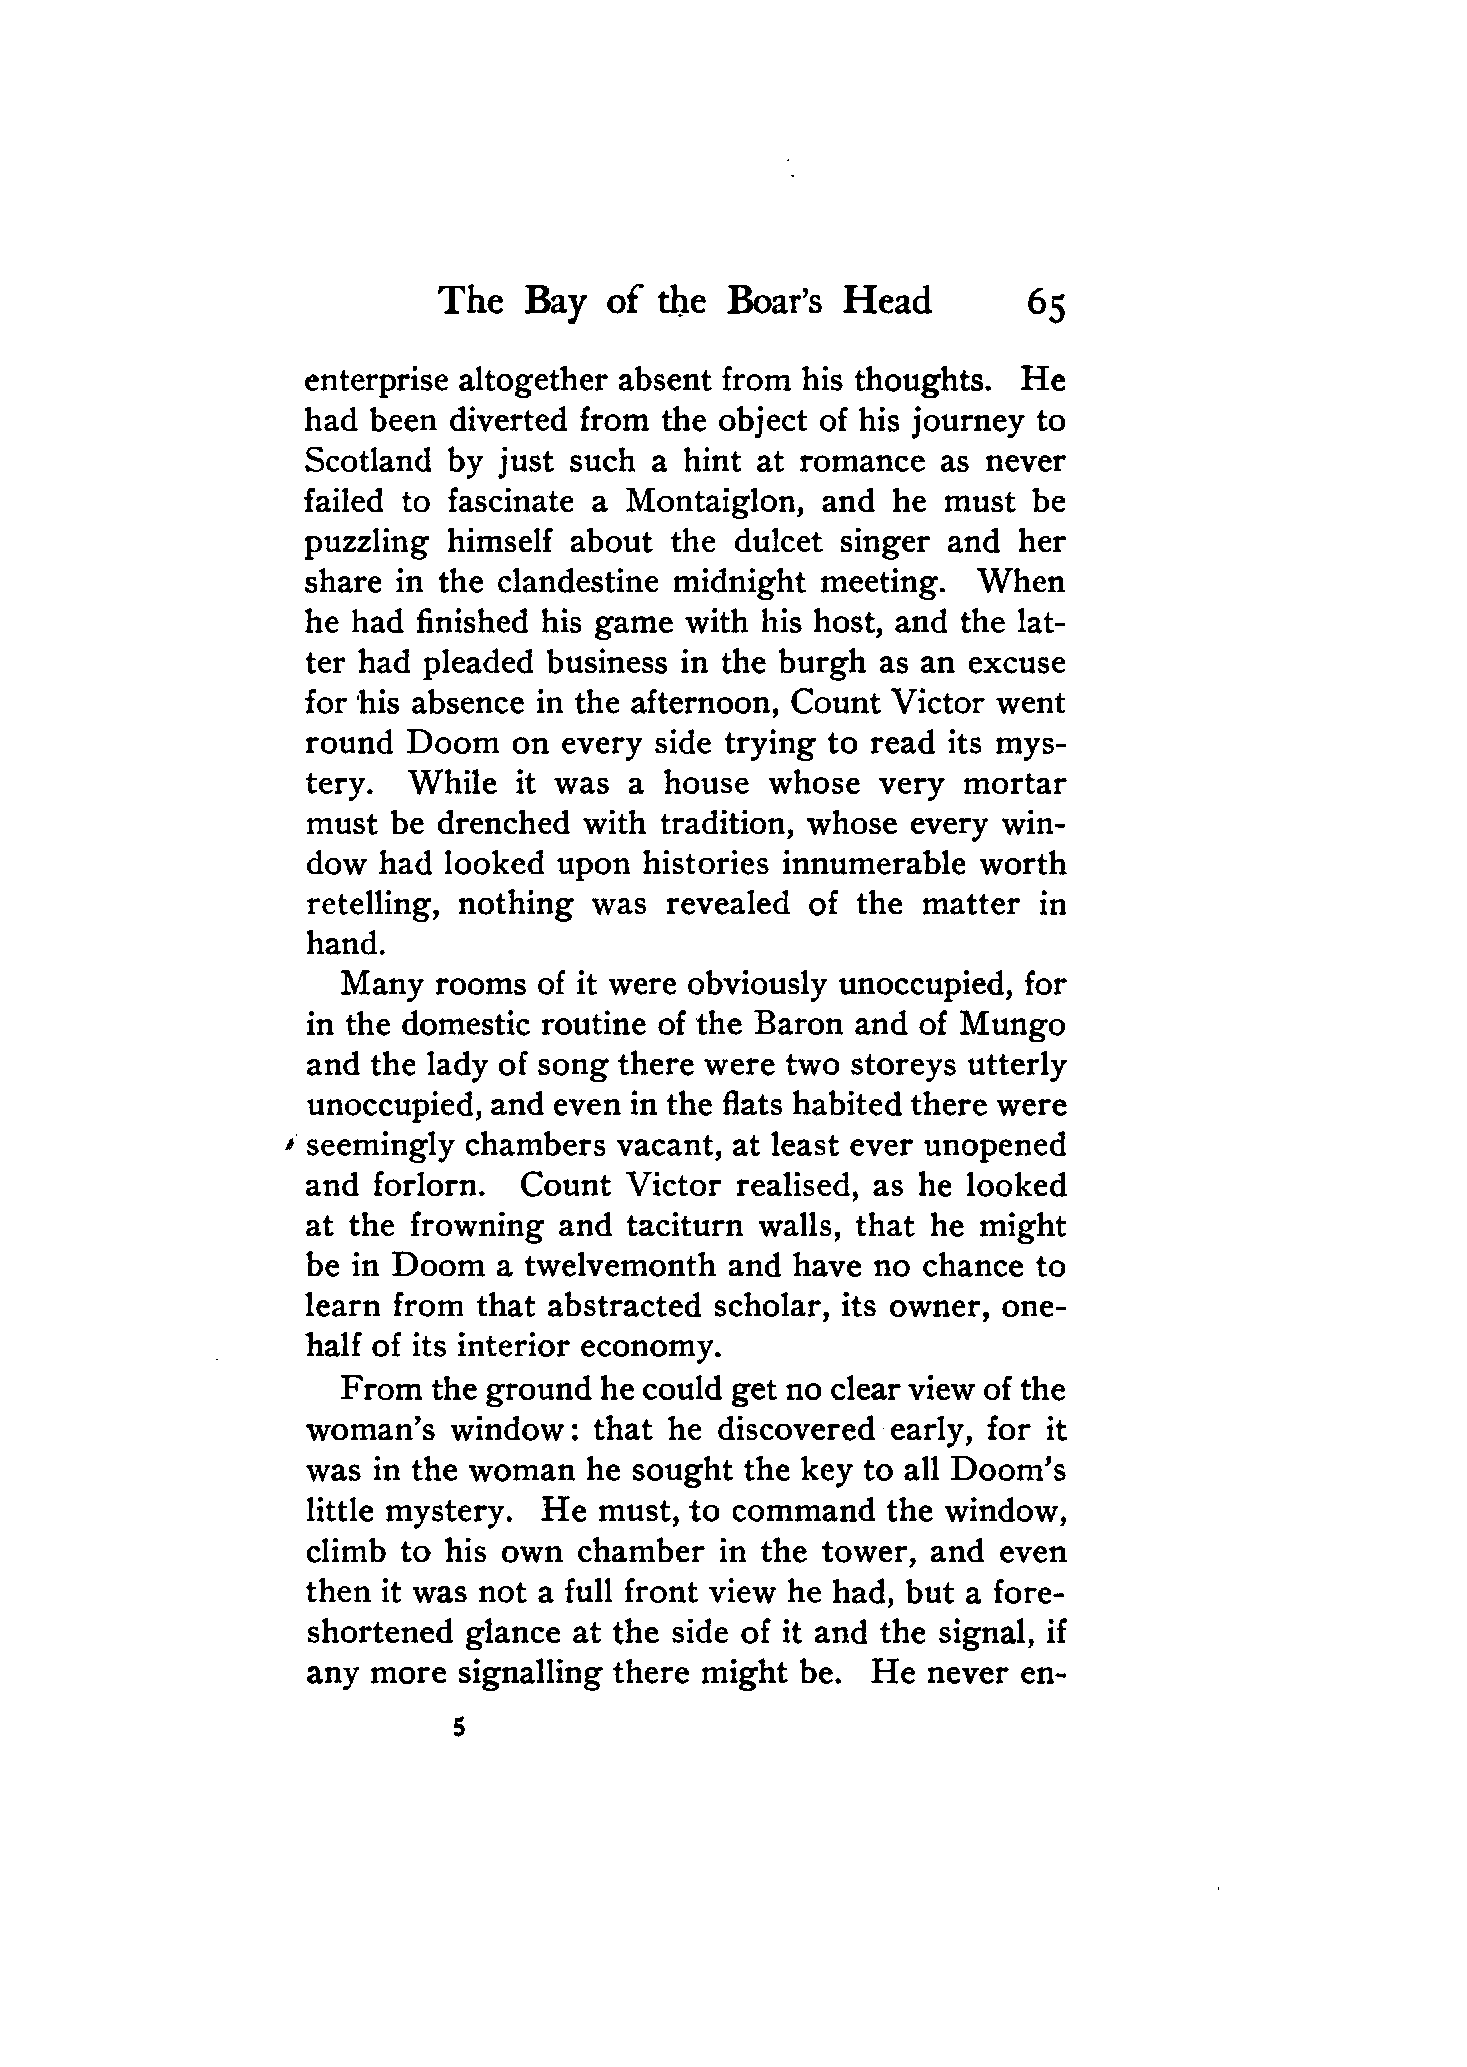 The Bay of the Boar's Head 65
enterprise altogether absent from his thoughts. He
had been diverted from the object of his journey to
Scotland by just such a hint at romance as never
failed to fascinate a Montaiglon, and he must be
puzzling himself about the dulcet singer and her
share in the clandestine midnight meeting. When
he had finished his game with his host, and the lat-
ter had pleaded business in the burgh as an excuse
for his absence in the afternoon, Count Victor went
round Doom on every side trying to read its mys-
tery. While it was a house whose very mortar
must be drenched with tradition, whose every win-
dow had looked upon histories innumerable worth
retelling, nothing was revealed of the matter in
hand.
Many rooms of it were obviously unoccupied, for
in the domestic routine of the Baron and of Mungo
and the lady of song there were two storeys utterly
unoccupied, and even in the flats habited there were
seemingly chambers vacant, at least ever unopened
and forlorn. Count Victor realised, as he looked
at the frowning and taciturn walls, that he might
be in Doom a twelvemonth and have no chance to
learn from that abstracted scholar, its owner, one-
half of its interior economy.
From the ground he could get no clear view of the
woman's window: that he discovered early, for it
was in the woman he sought the key to all Doom's
little mystery. He must, to command the window,
climb to his own chamber in the tower, and even
then it was not a full front view he had, but a fore-
shortened glance at the side of it and the signal, if
any more signalling there might be. He never en-
5